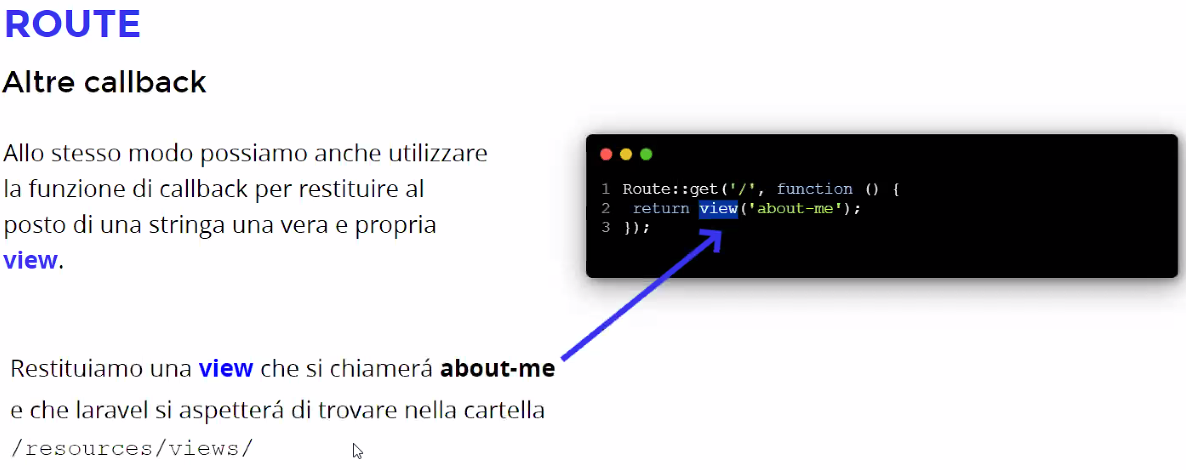 ROUTE
Altre callback
Allo stesso modo possiamo anche utilizzare
la funzione di callback per restituire al
posto di una stringa una vera e propria
view.
1 Route::get('/', function () {
2  return view('about-me');
3 });
Restituiamo una view che si chiamerá about-me
e che laravel si aspetterá di trovare nella cartella
/resources/views/